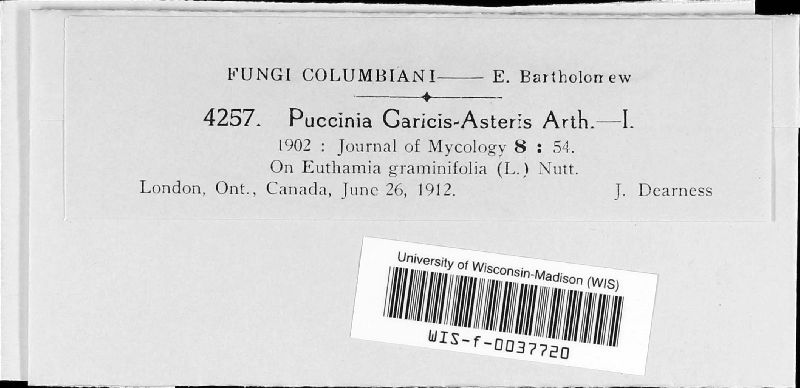 FUNGI COLUMBIANI—— E. Bartholomew
4257. Puccinia Caricis-Asteris Arth.—I.
1902 : Journal of Mycology 8 : 54.
On Euthamia graminifolia (L.) Nutt.
London, Ont., Canada, June 26, 1912. J. Dearness
University of Wisconsin-Madison (WIS)
WIS-f-0037720